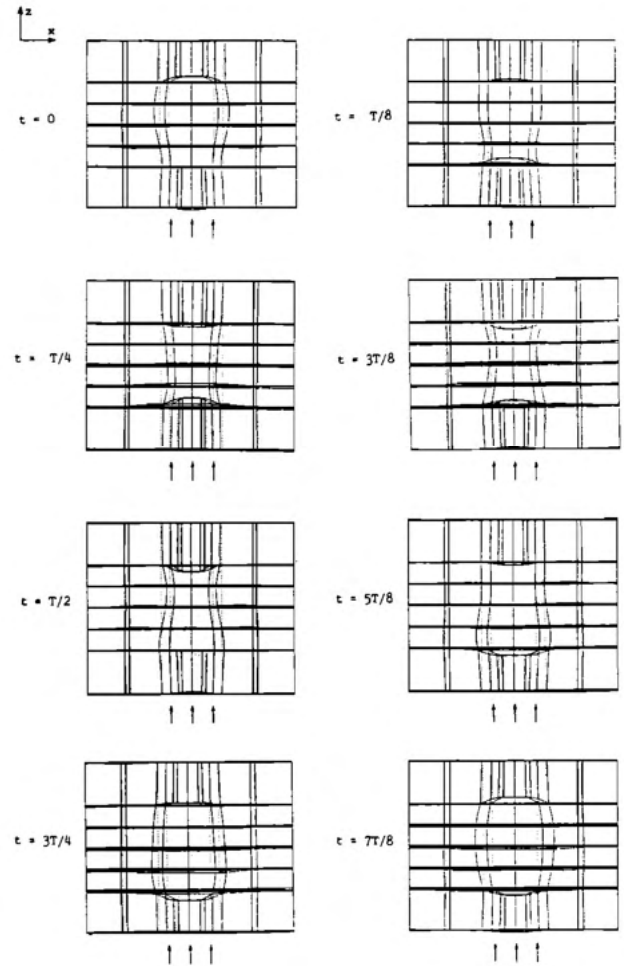 z
x
t = 0
t = T/8
t = T/4
t = 3T/8
t = T/2
t = 5T/8
t = 3T/4
t = 7T/8